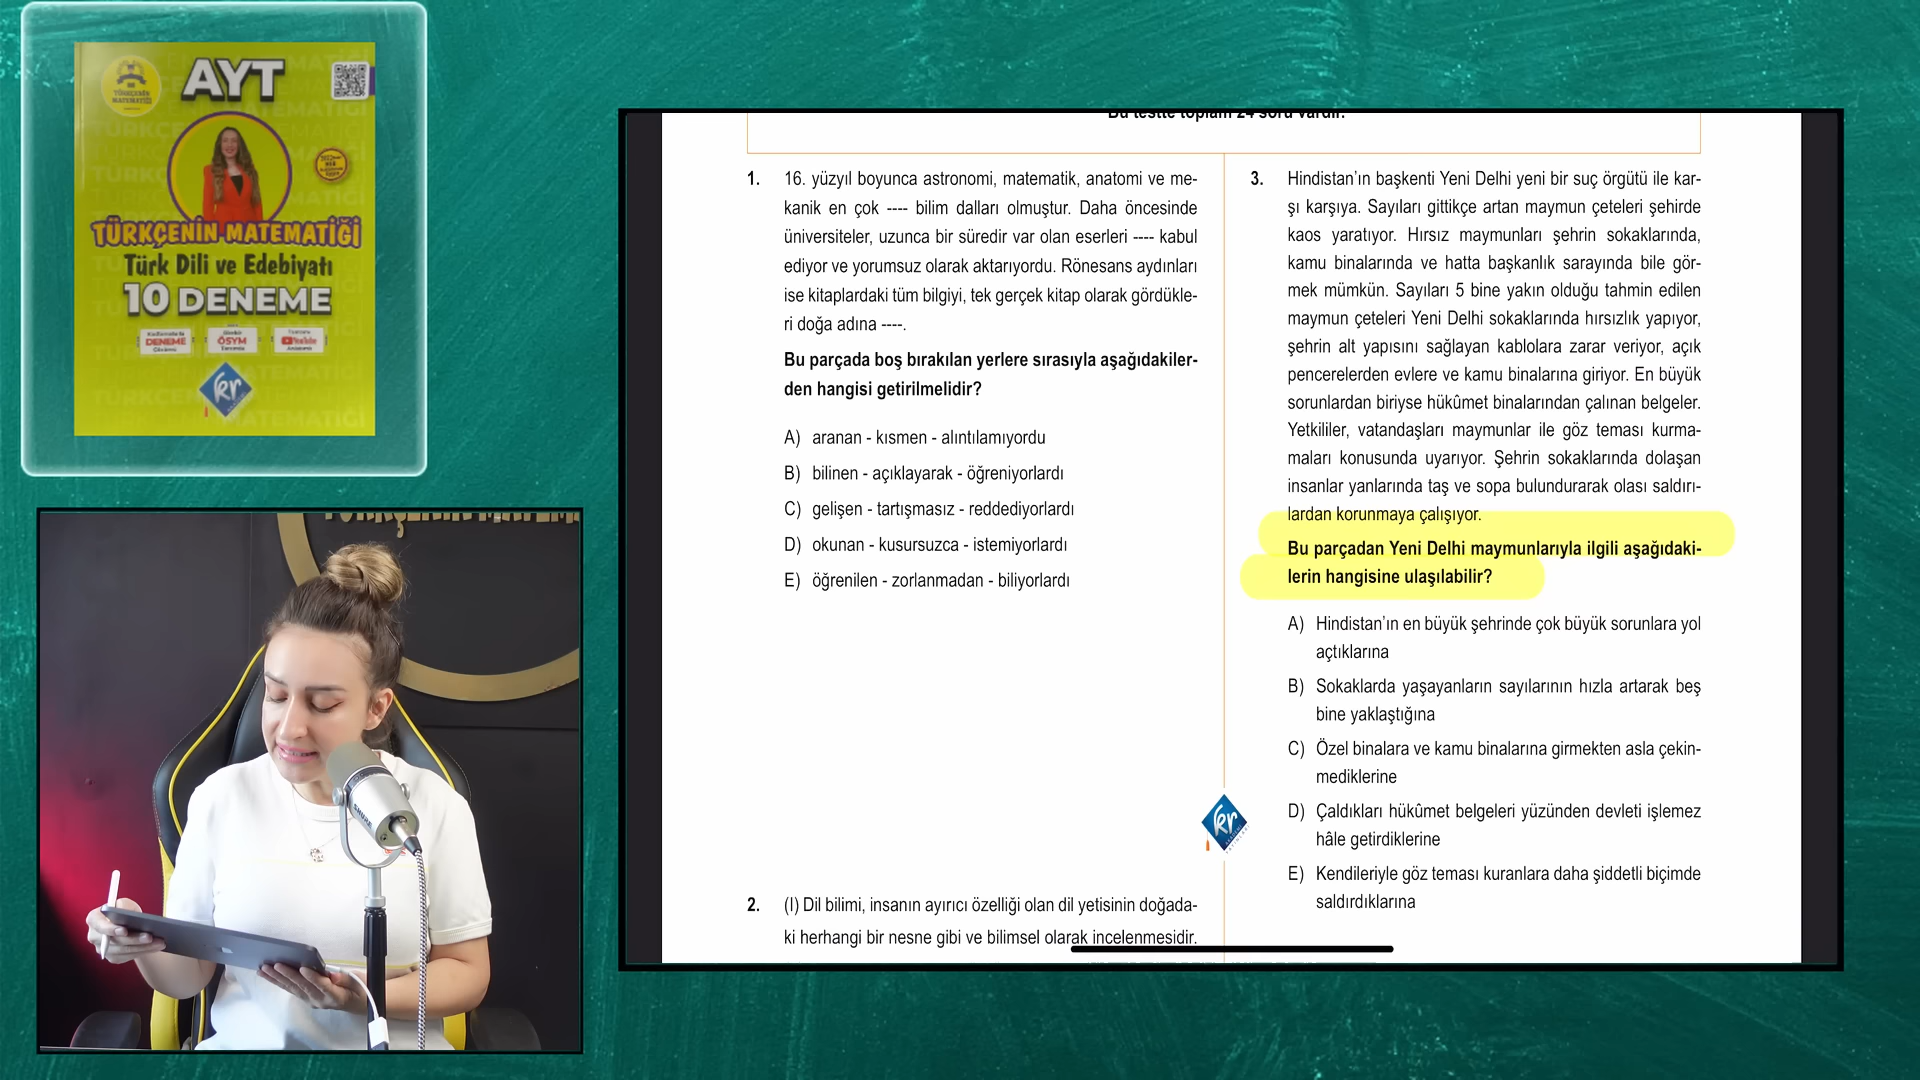 AYT
TÜRKÇENİN MATEMATİĞİ
Türk Dili ve Edebiyatı
10 DENEME
DENEME
ÖSYM
YouTube
kr
SHURE
Bu testte toplam 24 soru vardır.
1. 16. yüzyıl boyunca astronomi, matematik, anatomi ve me-
kanik en çok ---- bilim dalları olmuştur. Daha öncesinde
üniversiteler, uzunca bir süredir var olan eserleri ---- kabul
ediyor ve yorumsuz olarak aktarıyordu. Rönesans aydınları
ise kitaplardaki tüm bilgiyi, tek gerçek kitap olarak gördükle-
ri doğa adına ----.
Bu parçada boş bırakılan yerlere sırasıyla aşağıdakiler-
den hangisi getirilmelidir?
A) aranan - kısmen - alıntılamıyordu
B) bilinen - açıklayarak - öğreniyorlardı
C) gelişen - tartışmasız - reddediyorlardı
D) okunan - kusursuzca - istemiyorlardı
E) öğrenilen - zorlanmadan - biliyorlardı
2. (I) Dil bilimi, insanın ayırıcı özelliği olan dil yetisinin doğada-
ki herhangi bir nesne gibi ve bilimsel olarak incelenmesidir.
kr
3. Hindistan'ın başkenti Yeni Delhi yeni bir suç örgütü ile kar-
şı karşıya. Sayıları gittikçe artan maymun çeteleri şehirde
kaos yaratıyor. Hırsız maymunları şehrin sokaklarında,
kamu binalarında ve hatta başkanlık sarayında bile gör-
mek mümkün. Sayıları 5 bine yakın olduğu tahmin edilen
maymun çeteleri Yeni Delhi sokaklarında hırsızlık yapıyor,
şehrin alt yapısını sağlayan kablolara zarar veriyor, açık
pencerelerden evlere ve kamu binalarına giriyor. En büyük
sorunlardan biriyse hükûmet binalarından çalınan belgeler.
Yetkililer, vatandaşları maymunlar ile göz teması kurma-
maları konusunda uyarıyor. Şehrin sokaklarında dolaşan
insanlar yanlarında taş ve sopa bulundurarak olası saldırı-
lardan korunmaya çalışıyor.
Bu parçadan Yeni Delhi maymunlarıyla ilgili aşağıdaki-
lerin hangisine ulaşılabilir?
A) Hindistan'ın en büyük şehrinde çok büyük sorunlara yol
açtıklarına
B) Sokaklarda yaşayanların sayılarının hızla artarak beş
bine yaklaştığına
C) Özel binalara ve kamu binalarına girmekten asla çekin-
mediklerine
D) Çaldıkları hükûmet belgeleri yüzünden devleti işlemez
hâle getirdiklerine
E) Kendileriyle göz teması kuranlara daha şiddetli biçimde
saldırdıklarına